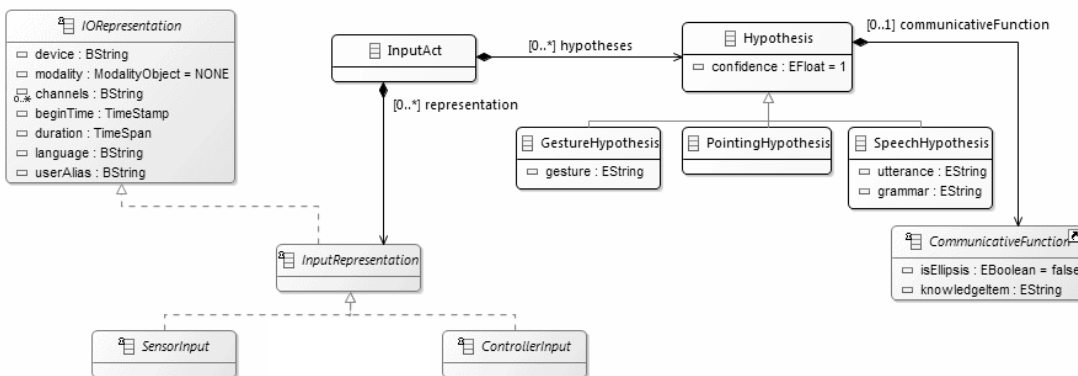 IORepresentation
device : BString
modality : ModalityObject = NONE
0..* channels : BString
beginTime : TimeStamp
duration : TimeSpan
language : BString
userAlias : BString
InputAct
[0..*] hypotheses
[0..*] representation
Hypothesis
confidence : EFloat = 1
[0..1] communicativeFunction
GestureHypothesis
gesture : EString
PointingHypothesis
SpeechHypothesis
utterance : EString
grammar : EString
CommunicativeFunction
isEllipsis : EBoolean = false
knowledgeItem : EString
InputRepresentation
SensorInput
ControllerInput